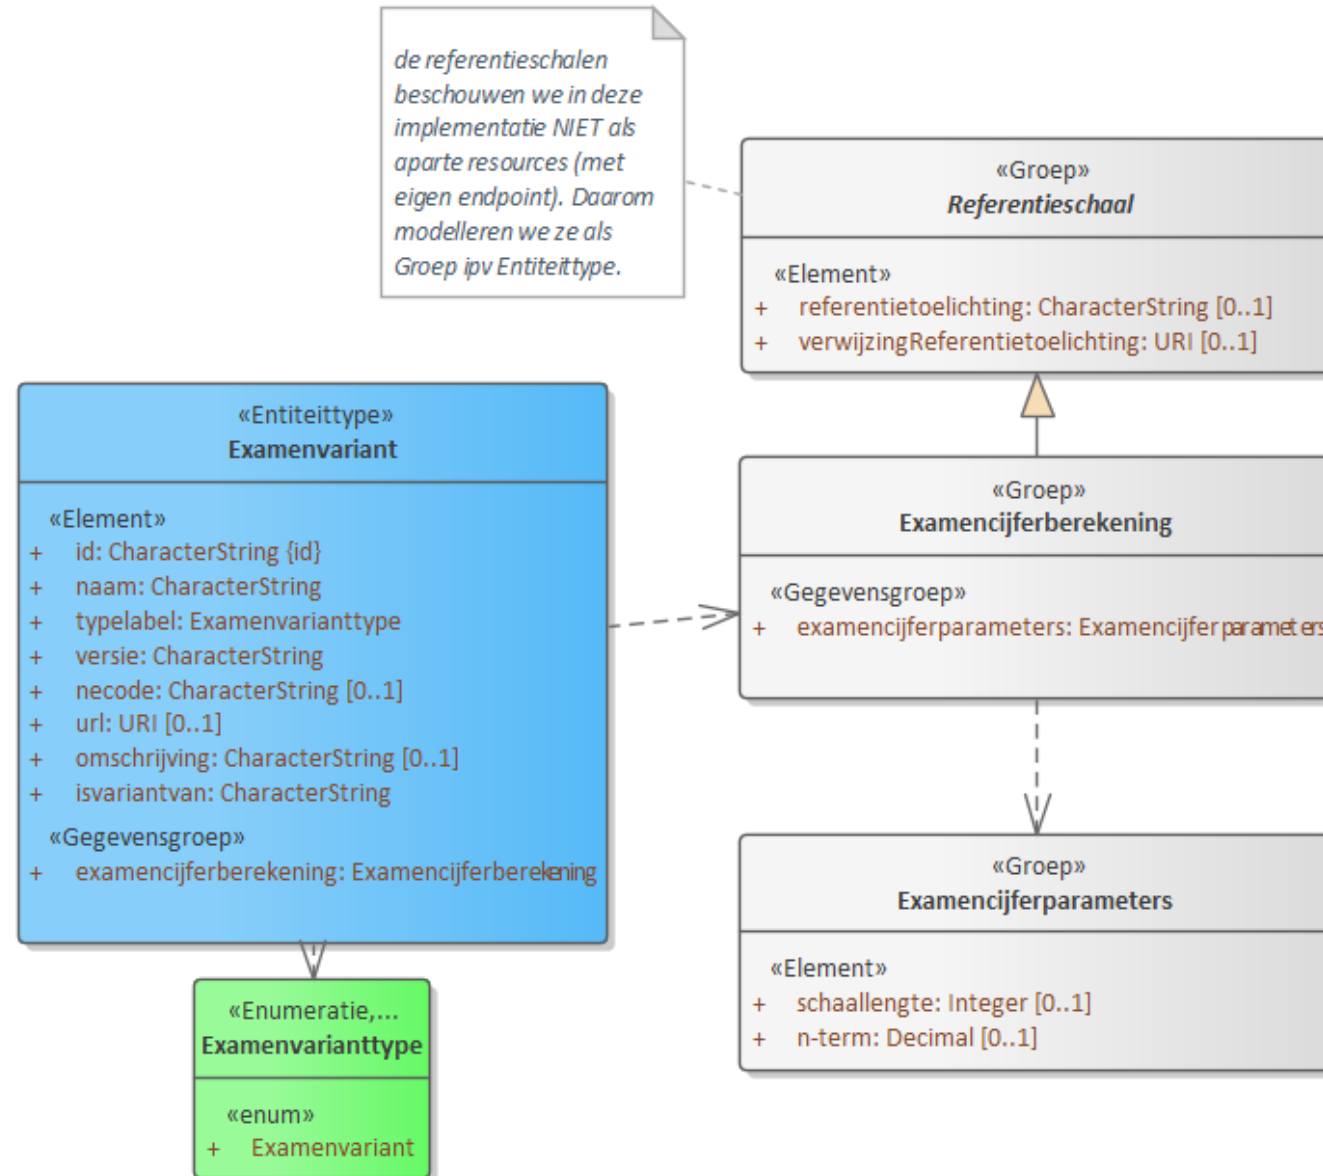 de referentieschalen
beschouwen we in deze
implementatie NIET als
aparte resources (met
eigen endpoint). Daarom
modelleren we ze als
Groep ipv Entiteittype.
«Groep»
Referentieschaal
«Element»
+ referentietoelichting: CharacterString [0..1]
+ verwijzingReferentietoelichting: URI [0..1]
«Entiteittype»
Examenvariant
«Element»
+ id: CharacterString {id}
+ naam: CharacterString
+ typelabel: Examenvarianttype
+ versie: CharacterString
+ necode: CharacterString [0..1]
+ url: URI [0..1]
+ omschrijving: CharacterString [0..1]
+ isvariantvan: CharacterString
«Gegevensgroep»
+ examencijferberekening: Examencijferberekening
«Groep»
Examencijferberekening
«Gegevensgroep»
+ examencijferparameters: Examencijferparameters
«Groep»
Examencijferparameters
«Element»
+ schaallengte: Integer [0..1]
+ n-term: Decimal [0..1]
«Enumeratie,...
Examenvarianttype
«enum»
+ Examenvariant